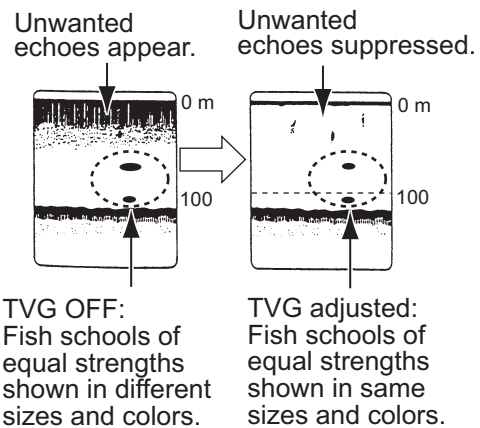 Unwanted
echoes appear.
0 m
100
TVG OFF:
Fish schools of
equal strengths
shown in different
sizes and colors.
Unwanted
echoes suppressed.
0 m
100
TVG adjusted:
Fish schools of
equal strengths
shown in same
sizes and colors.